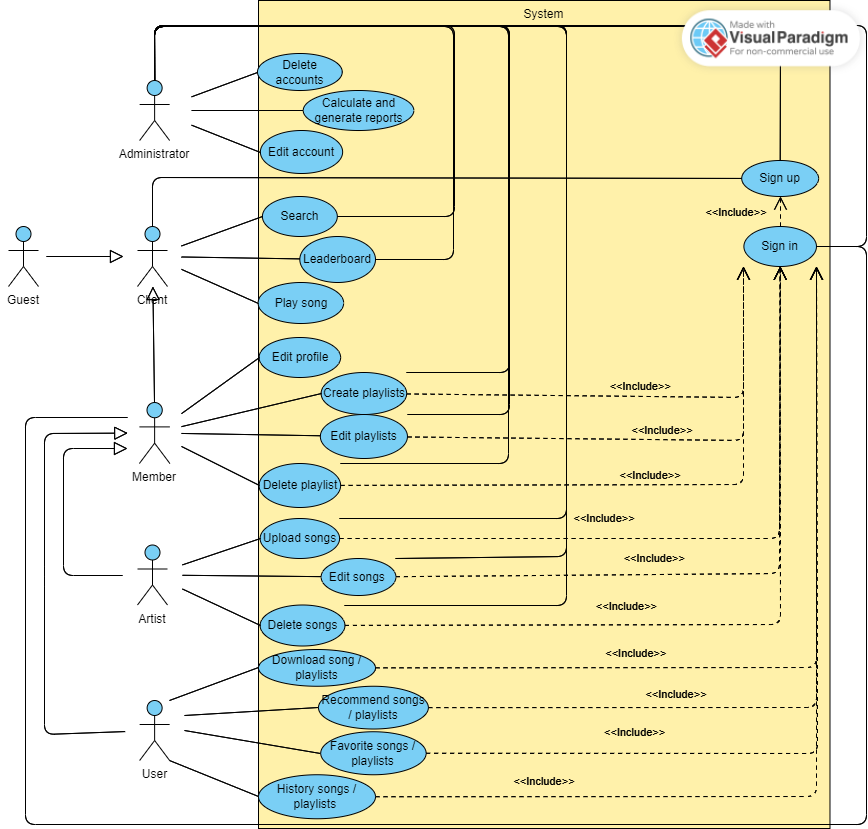 System
Made with
VisualParadigm
For non-commercial use
Delete
accounts
Calculate and
generate reports
Administrator
Edit account
Sign up
<<Include>>
Search
Sign in
Leaderboard
Guest
Client
Play song
Edit profile
<<Include>>
Create playlists
<<Include>>
Edit playlists
Member
<<Include>>
Delete playlist
<<Include>>
Upload songs
<<Include>>
Edit songs
<<Include>>
Artist
Delete songs
<<Include>>
Download song /
playlists
<<Include>>
Recommend songs
/ playlists
<<Include>>
Favorite songs /
playlists
User
<<Include>>
History songs /
playlists